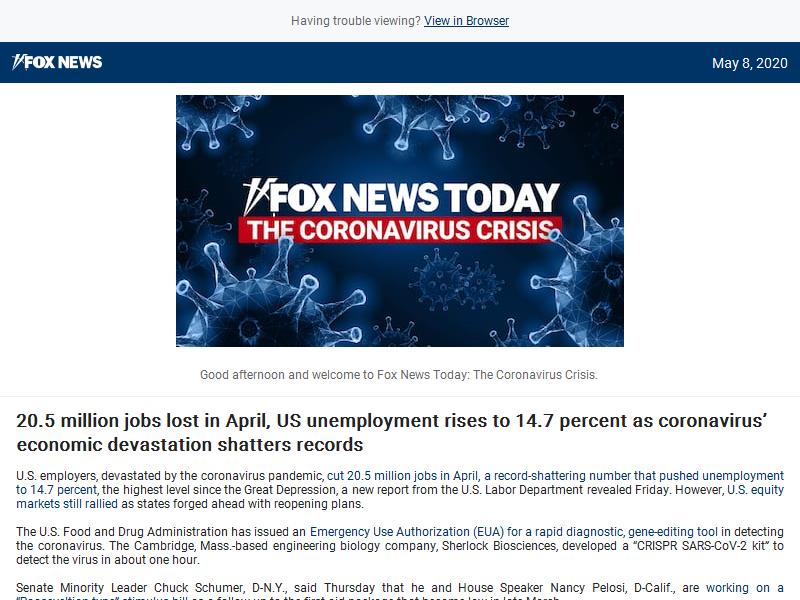 Having trouble viewing? View in Browser
FOX NEWS
May 8, 2020
FOX NEWS TODAY
THE CORONAVIRUS CRISIS
Good afternoon and welcome to Fox News Today: The Coronavirus Crisis.
20.5 million jobs lost in April, US unemployment rises to 14.7 percent as coronavirus’
economic devastation shatters records
U.S. employers, devastated by the coronavirus pandemic, cut 20.5 million jobs in April, a record-shattering number that pushed unemployment
to 14.7 percent, the highest level since the Great Depression, a new report from the U.S. Labor Department revealed Friday. However, U.S. equity
markets still rallied as states forged ahead with reopening plans.
The U.S. Food and Drug Administration has issued an Emergency Use Authorization (EUA) for a rapid diagnostic, gene-editing tool in detecting
the coronavirus. The Cambridge, Mass.-based engineering biology company, Sherlock Biosciences, developed a “CRISPR SARS-CoV-2 kit” to
detect the virus in about one hour.
Senate Minority Leader Chuck Schumer, D-N.Y., said Thursday that he and House Speaker Nancy Pelosi, D-Calif., are working on a